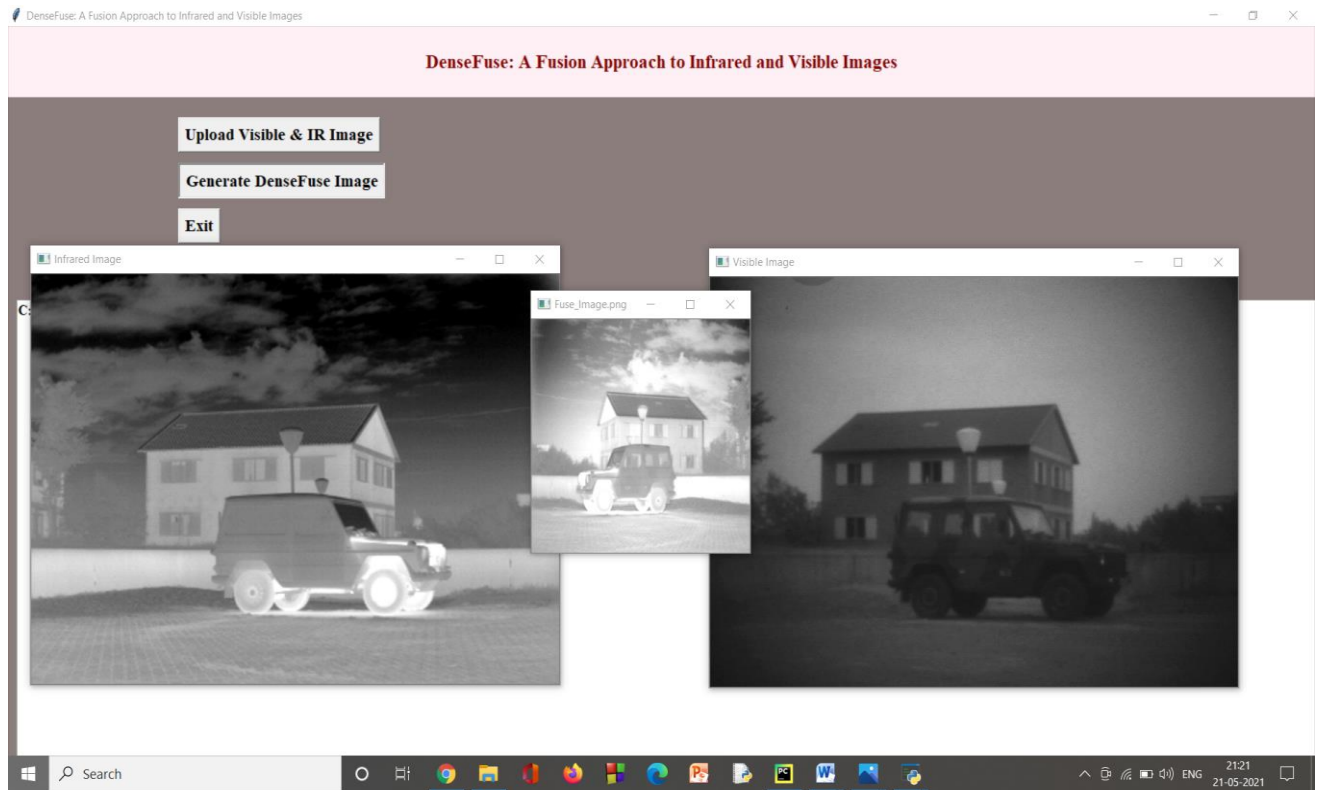 DenseFuse: A Fusion Approach to Infrared and Visible Images
DenseFuse: A Fusion Approach to Infrared and Visible Images
Upload Visible & IR Image
Generate DenseFuse Image
Exit
Infrared Image
Visible Image
Fuse_Image.png
C:
Search
ENG
21:21
21-05-2021